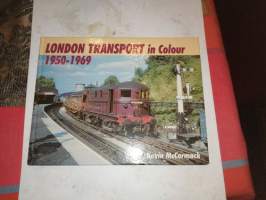 LONDON TRANSPORT in Colour
1950-1969
Kevin McCormack